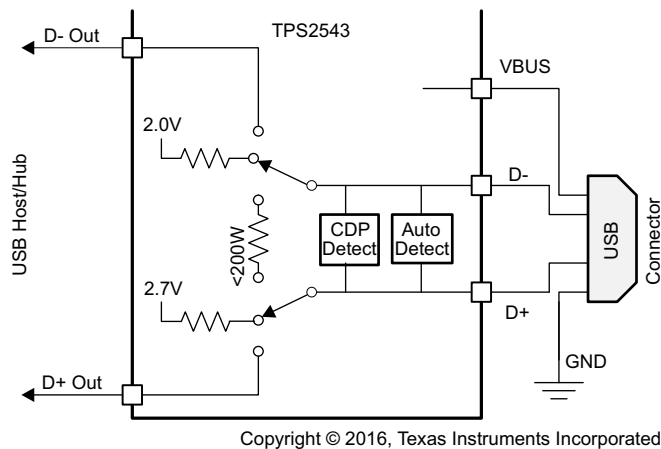 D- Out
TPS2543
VBUS
2.0V
D-
USB Host/Hub
<200W
CDP
Detect
Auto
Detect
USB
Connector
2.7V
D+
GND
D+ Out
Copyright © 2016, Texas Instruments Incorporated